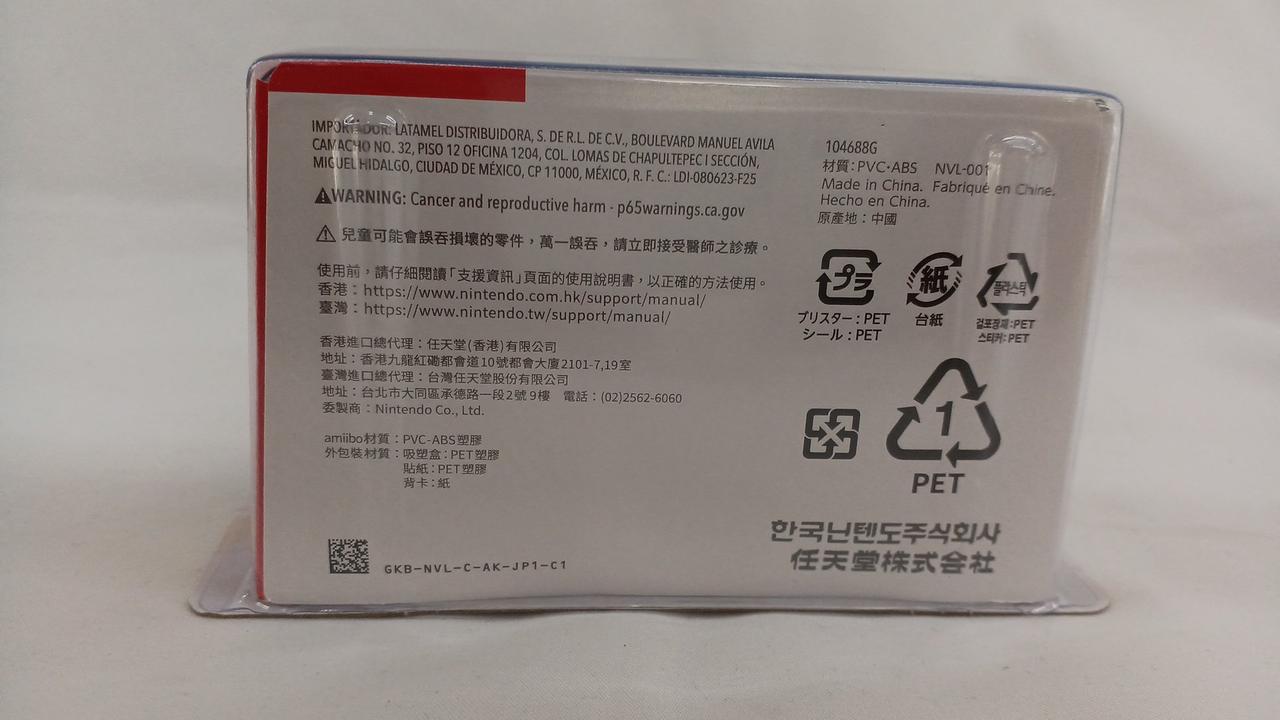 IMPORTADOR: LATAMEL DISTRIBUIDORA, S. DE R.L. DE C.V., BOULEVARD MANUEL AVILA
CAMACHO NO. 32, PISO 12 OFICINA 1204, COL. LOMAS DE CHAPULTEPEC I SECCIÓN,
MIGUEL HIDALGO, CIUDAD DE MÉXICO, CP 11000, MÉXICO, R. F. C.: LDI-080623-F25
⚠WARNING: Cancer and reproductive harm - p65warnings.ca.gov
⚠ 兒童可能會誤吞損壞的零件，萬一誤吞，請立即接受醫師之診療。
使用前，請仔細閱讀「支援資訊」頁面的使用說明書，以正確的方法使用。
香港：https://www.nintendo.com.hk/support/manual/
臺灣：https://www.nintendo.tw/support/manual/
香港進口總代理：任天堂(香港)有限公司
地址：香港九龍紅磡都會道10號都會大廈2101-7,19室
臺灣進口總代理：台灣任天堂股份有限公司
地址：台北市大同區承德路一段2號9樓 電話：(02)2562-6060
委製商：Nintendo Co., Ltd.
amiibo材質：PVC-ABS塑膠
外包裝材質：吸塑盒：PET塑膠
貼紙：PET塑膠
背卡：紙
GKB-NVL-C-AK-JP1-C1
104688G
材質：PVC・ABS NVL-001
Made in China. Fabriqué en Chine.
Hecho en China.
原產地：中國
プラ 紙 플라스틱
ブリスター：PET 台紙 겉포장재：PET
シール：PET 스티커：PET
1
PET
한국닌텐도주식회사
任天堂株式会社